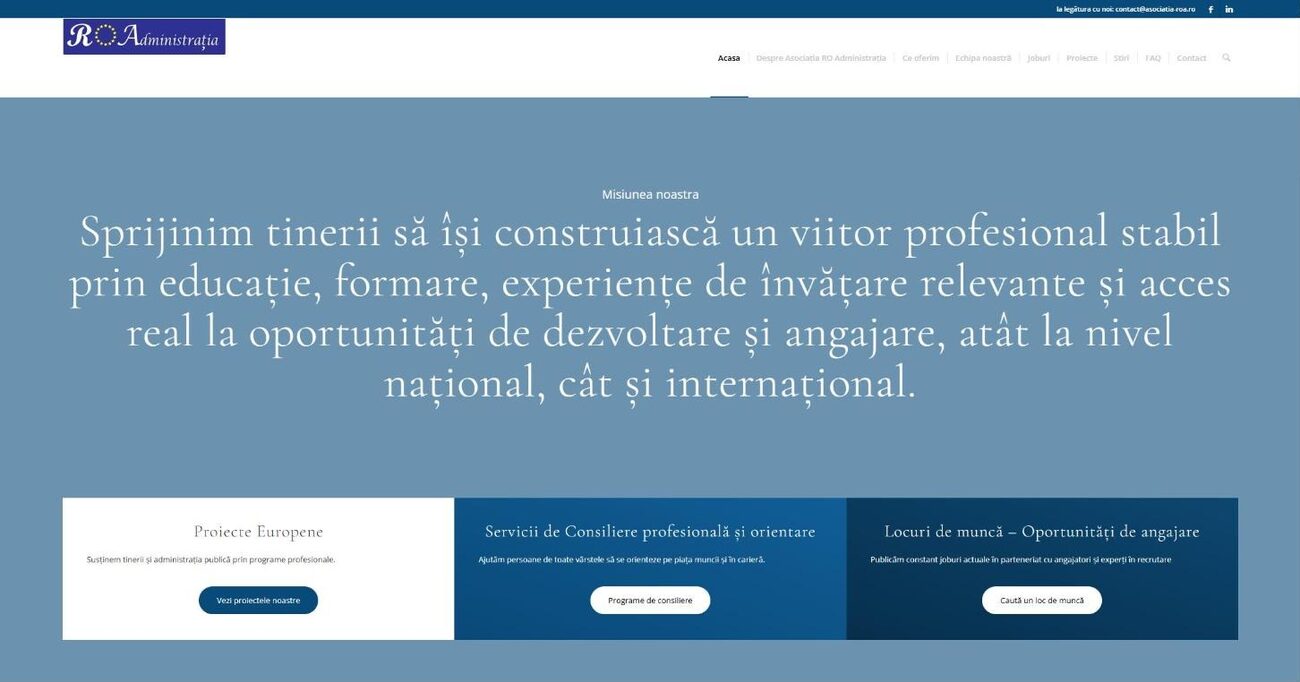 Ia legătura cu noi: contact@asociatia-roa.ro
RO Administrația
Acasa
Despre Asociatia RO Administrația
Ce oferim
Echipa noastră
Joburi
Proiecte
Stiri
FAQ
Contact
Misiunea noastra
Sprijinim tinerii să își construiască un viitor profesional stabil
prin educație, formare, experiențe de învățare relevante și acces
real la oportunități de dezvoltare și angajare, atât la nivel
național, cât și internațional.
Proiecte Europene
Susținem tinerii și administrația publică prin programe profesionale.
Vezi proiectele noastre
Servicii de Consiliere profesională și orientare
Ajutăm persoane de toate vârstele să se orienteze pe piața muncii și în carieră.
Programe de consiliere
Locuri de muncă – Oportunități de angajare
Publicăm constant joburi actuale în parteneriat cu angajatori și experți în recrutare
Caută un loc de muncă